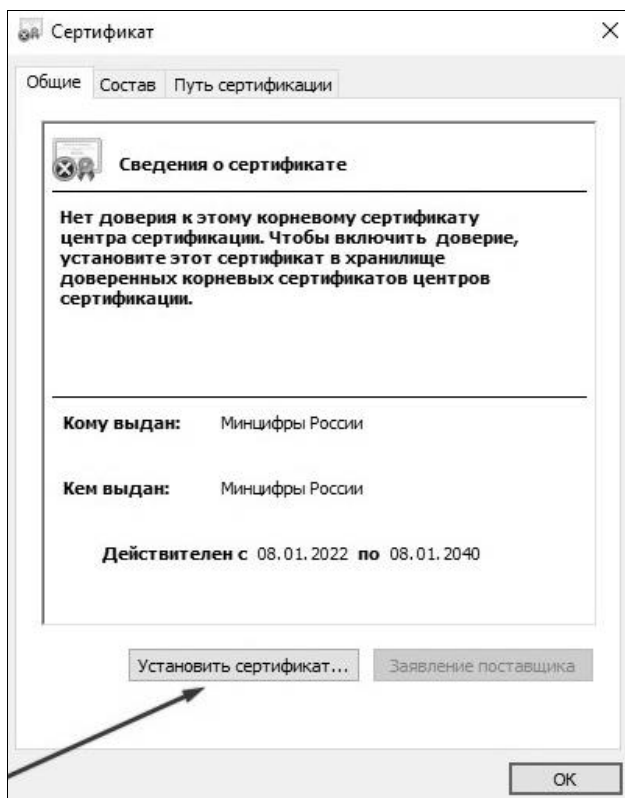 Сертификат
Общие Состав Путь сертификации
Сведения о сертификате
Нет доверия к этому корневому сертификату
центра сертификации. Чтобы включить доверие,
установите этот сертификат в хранилище
доверенных корневых сертификатов центров
сертификации.
Кому выдан: Минцифры России
Кем выдан: Минцифры России
Действителен с 08.01.2022 по 08.01.2040
Установить сертификат... Заявление поставщика
ОК